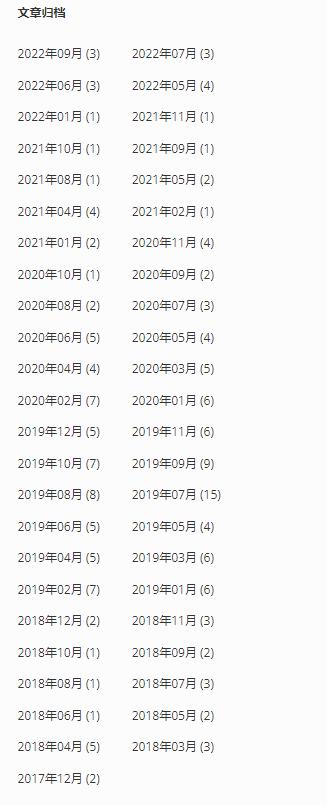 文章归档
2022年09月 (3) 2022年07月 (3)
2022年06月 (3) 2022年05月 (4)
2022年01月 (1) 2021年11月 (1)
2021年10月 (1) 2021年09月 (1)
2021年08月 (1) 2021年05月 (2)
2021年04月 (4) 2021年02月 (1)
2021年01月 (2) 2020年11月 (4)
2020年10月 (1) 2020年09月 (2)
2020年08月 (2) 2020年07月 (3)
2020年06月 (5) 2020年05月 (4)
2020年04月 (4) 2020年03月 (5)
2020年02月 (7) 2020年01月 (6)
2019年12月 (5) 2019年11月 (6)
2019年10月 (7) 2019年09月 (9)
2019年08月 (8) 2019年07月 (15)
2019年06月 (5) 2019年05月 (4)
2019年04月 (5) 2019年03月 (6)
2019年02月 (7) 2019年01月 (6)
2018年12月 (2) 2018年11月 (3)
2018年10月 (1) 2018年09月 (2)
2018年08月 (1) 2018年07月 (3)
2018年06月 (1) 2018年05月 (2)
2018年04月 (5) 2018年03月 (3)
2017年12月 (2)